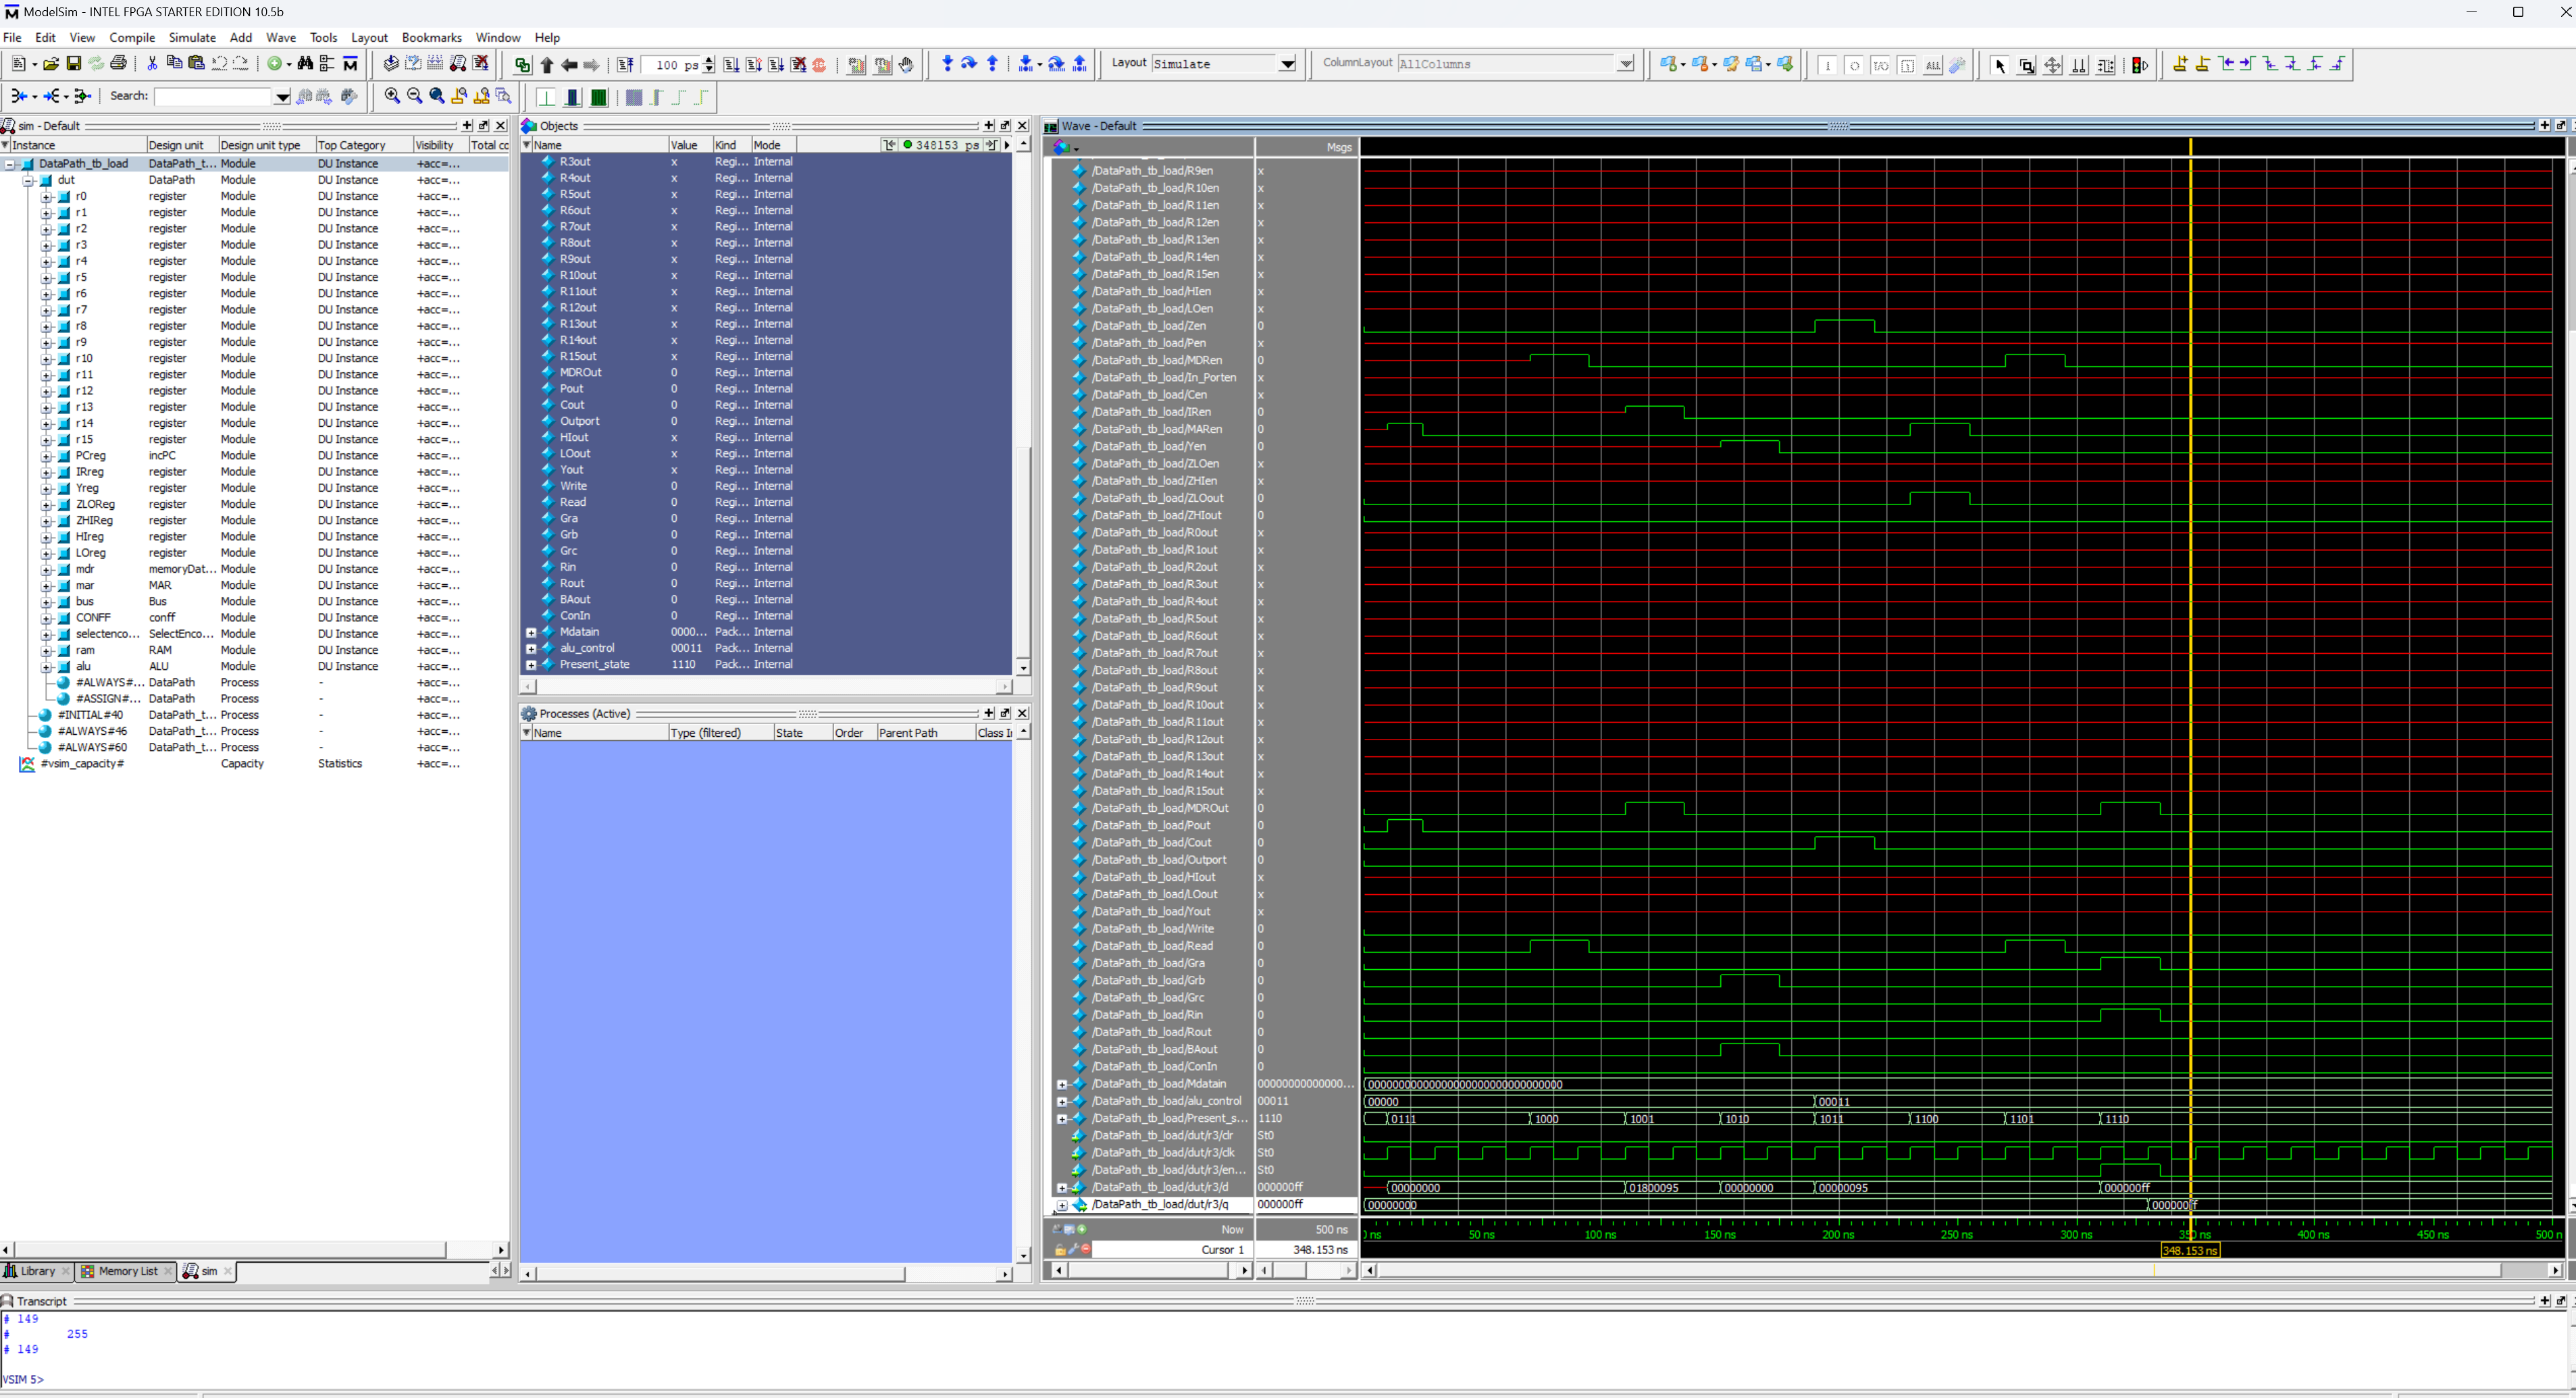 ModelSim - INTEL FPGA STARTER EDITION 10.5b
File Edit View Compile Simulate Add Wave Tools Layout Bookmarks Window Help
100 ps
Layout Simulate
ColumnLayout AllColumns
Search:
sim - Default
Instance Design unit Design unit type Top Category Visibility Total cc
DataPath_tb_load DataPath_t... Module DU Instance +acc=...
dut DataPath Module DU Instance +acc=...
r0 register Module DU Instance +acc=...
r1 register Module DU Instance +acc=...
r2 register Module DU Instance +acc=...
r3 register Module DU Instance +acc=...
r4 register Module DU Instance +acc=...
r5 register Module DU Instance +acc=...
r6 register Module DU Instance +acc=...
r7 register Module DU Instance +acc=...
r8 register Module DU Instance +acc=...
r9 register Module DU Instance +acc=...
r10 register Module DU Instance +acc=...
r11 register Module DU Instance +acc=...
r12 register Module DU Instance +acc=...
r13 register Module DU Instance +acc=...
r14 register Module DU Instance +acc=...
r15 register Module DU Instance +acc=...
PCreg incPC Module DU Instance +acc=...
IRreg register Module DU Instance +acc=...
Yreg register Module DU Instance +acc=...
ZLOReg register Module DU Instance +acc=...
ZHIReg register Module DU Instance +acc=...
HIreg register Module DU Instance +acc=...
LOreg register Module DU Instance +acc=...
mdr memoryDat... Module DU Instance +acc=...
mar MAR Module DU Instance +acc=...
bus Bus Module DU Instance +acc=...
CONFF conff Module DU Instance +acc=...
selectenco... SelectEnco... Module DU Instance +acc=...
ram RAM Module DU Instance +acc=...
alu ALU Module DU Instance +acc=...
#ALWAYS#... DataPath Process - +acc=...
#ASSIGN#... DataPath Process - +acc=...
#INITIAL#40 DataPath_t... Process - +acc=...
#ALWAYS#46 DataPath_t... Process - +acc=...
#ALWAYS#60 DataPath_t... Process - +acc=...
#vsim_capacity# Capacity Statistics +acc=...
Library Memory List sim
Objects
Name Value Kind Mode 348153 ps
R3out x Regi... Internal
R4out x Regi... Internal
R5out x Regi... Internal
R6out x Regi... Internal
R7out x Regi... Internal
R8out x Regi... Internal
R9out x Regi... Internal
R10out x Regi... Internal
R11out x Regi... Internal
R12out x Regi... Internal
R13out x Regi... Internal
R14out x Regi... Internal
R15out x Regi... Internal
MDROut 0 Regi... Internal
Pout 0 Regi... Internal
Cout 0 Regi... Internal
Outport 0 Regi... Internal
HIout x Regi... Internal
LOout x Regi... Internal
Yout x Regi... Internal
Write 0 Regi... Internal
Read 0 Regi... Internal
Gra 0 Regi... Internal
Grb 0 Regi... Internal
Grc 0 Regi... Internal
Rin 0 Regi... Internal
Rout 0 Regi... Internal
BAout 0 Regi... Internal
ConIn 0 Regi... Internal
Mdatain 0000... Pack... Internal
alu_control 00011 Pack... Internal
Present_state 1110 Pack... Internal
Processes (Active)
Name Type (filtered) State Order Parent Path Class I
Wave - Default
Msgs
/DataPath_tb_load/R9en x
/DataPath_tb_load/R10en x
/DataPath_tb_load/R11en x
/DataPath_tb_load/R12en x
/DataPath_tb_load/R13en x
/DataPath_tb_load/R14en x
/DataPath_tb_load/R15en x
/DataPath_tb_load/HIen x
/DataPath_tb_load/LOen x
/DataPath_tb_load/Zen 0
/DataPath_tb_load/Pen x
/DataPath_tb_load/MDRen 0
/DataPath_tb_load/In_Porten x
/DataPath_tb_load/Cen x
/DataPath_tb_load/IRen 0
/DataPath_tb_load/MARen 0
/DataPath_tb_load/Yen 0
/DataPath_tb_load/ZLOen x
/DataPath_tb_load/ZHIen x
/DataPath_tb_load/ZLOout 0
/DataPath_tb_load/ZHIout 0
/DataPath_tb_load/R0out x
/DataPath_tb_load/R1out x
/DataPath_tb_load/R2out x
/DataPath_tb_load/R3out x
/DataPath_tb_load/R4out x
/DataPath_tb_load/R5out x
/DataPath_tb_load/R6out x
/DataPath_tb_load/R7out x
/DataPath_tb_load/R8out x
/DataPath_tb_load/R9out x
/DataPath_tb_load/R10out x
/DataPath_tb_load/R11out x
/DataPath_tb_load/R12out x
/DataPath_tb_load/R13out x
/DataPath_tb_load/R14out x
/DataPath_tb_load/R15out x
/DataPath_tb_load/MDROut 0
/DataPath_tb_load/Pout 0
/DataPath_tb_load/Cout 0
/DataPath_tb_load/Outport 0
/DataPath_tb_load/HIout x
/DataPath_tb_load/LOout x
/DataPath_tb_load/Yout x
/DataPath_tb_load/Write 0
/DataPath_tb_load/Read 0
/DataPath_tb_load/Gra 0
/DataPath_tb_load/Grb 0
/DataPath_tb_load/Grc 0
/DataPath_tb_load/Rin 0
/DataPath_tb_load/Rout 0
/DataPath_tb_load/BAout 0
/DataPath_tb_load/ConIn 0
/DataPath_tb_load/Mdatain 00000000000000... 00000000000000000000000000000000
/DataPath_tb_load/alu_control 00011 00000 00011
/DataPath_tb_load/Present_s... 1110 0111 1000 1001 1010 1011 1100 1101 1110
/DataPath_tb_load/dut/r3/clr St0
/DataPath_tb_load/dut/r3/clk St0
/DataPath_tb_load/dut/r3/en... St0
/DataPath_tb_load/dut/r3/d 000000ff 00000000 01800095 00000000 00000095 000000ff
/DataPath_tb_load/dut/r3/q 000000ff 00000000 000000ff
Now 500 ns
0 ns 50 ns 100 ns 150 ns 200 ns 250 ns 300 ns 350 ns 400 ns 450 ns 500 n
Cursor 1 348.153 ns 348.153 ns
Transcript
# 149
# 255
# 149
VSIM 5>